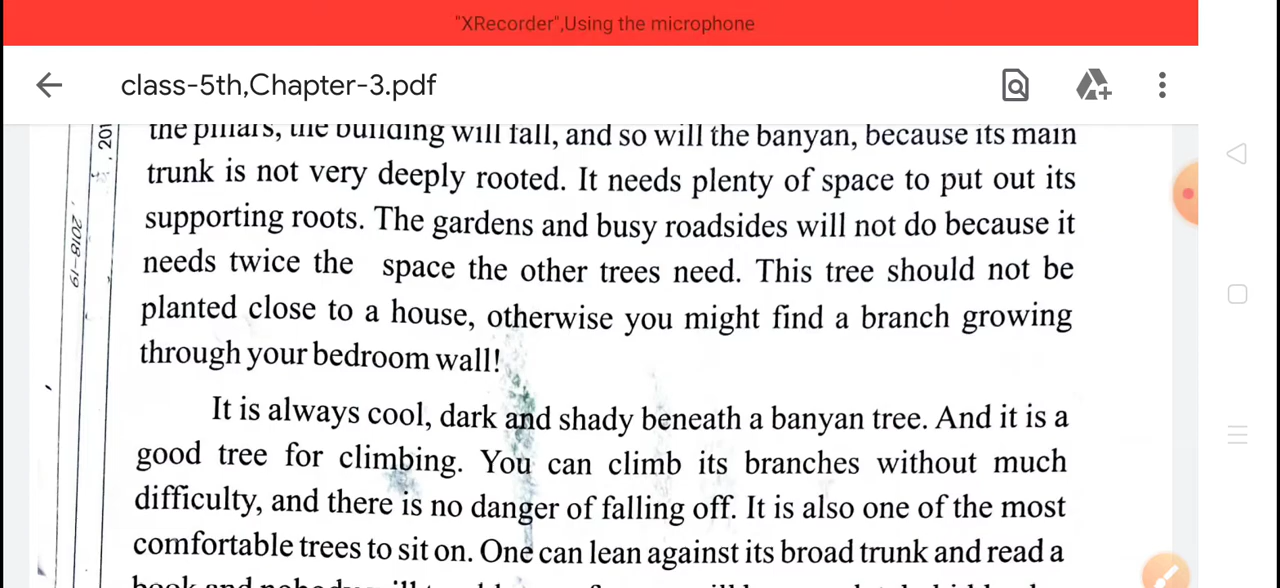 "XRecorder",Using the microphone
class-5th,Chapter-3.pdf
, 201
, 2018-19
the pillars, the building will fall, and so will the banyan, because its main
trunk is not very deeply rooted. It needs plenty of space to put out its
supporting roots. The gardens and busy roadsides will not do because it
needs twice the space the other trees need. This tree should not be
planted close to a house, otherwise you might find a branch growing
through your bedroom wall!
It is always cool, dark and shady beneath a banyan tree. And it is a
good tree for climbing. You can climb its branches without much
difficulty, and there is no danger of falling off. It is also one of the most
comfortable trees to sit on. One can lean against its broad trunk and read a
book and nobody will